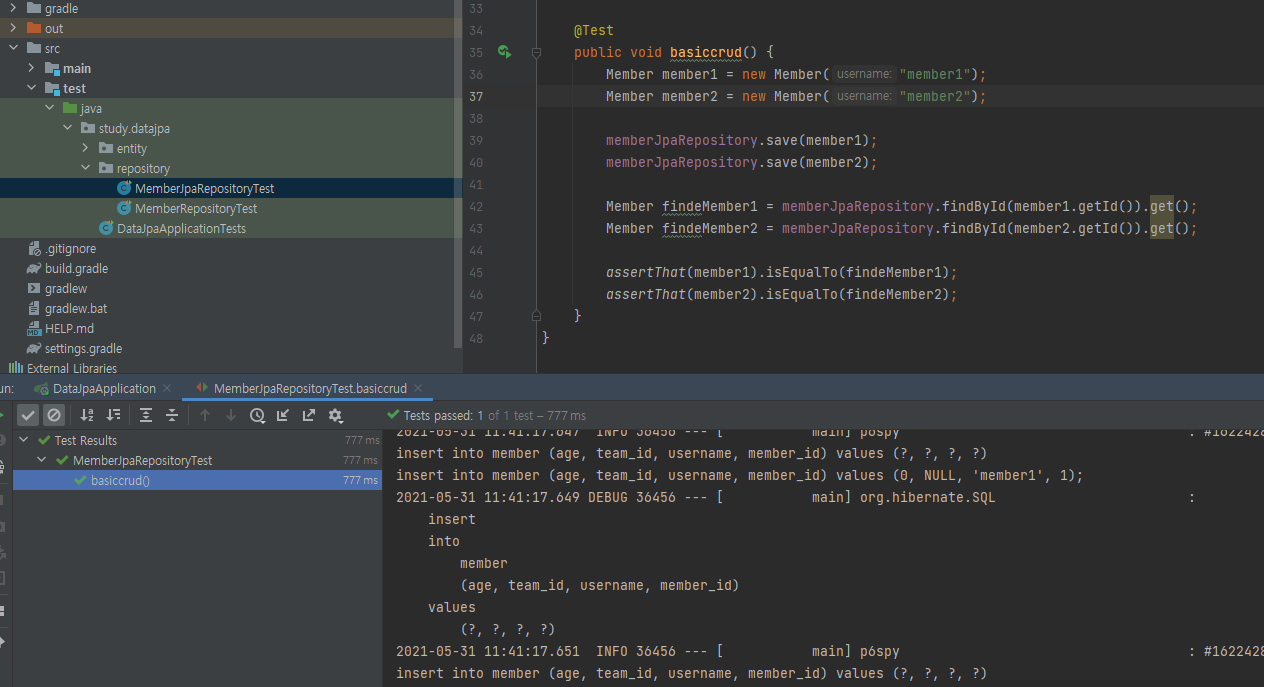 gradle
out
src
main
test
java
study.datajpa
entity
repository
MemberJpaRepositoryTest
MemberRepositoryTest
DataJpaApplicationTests
.gitignore
build.gradle
gradlew
gradlew.bat
HELP.md
settings.gradle
External Libraries
33
34 @Test
35 public void basiccrud() {
36 Member member1 = new Member( username: "member1");
37 Member member2 = new Member( username: "member2");
38
39 memberJpaRepository.save(member1);
40 memberJpaRepository.save(member2);
41
42 Member findeMember1 = memberJpaRepository.findById(member1.getId()).get();
43 Member findeMember2 = memberJpaRepository.findById(member2.getId()).get();
44
45 assertThat(member1).isEqualTo(findeMember1);
46 assertThat(member2).isEqualTo(findeMember2);
47 }
48 }
un: DataJpaApplication × MemberJpaRepositoryTest.basiccrud ×
Tests passed: 1 of 1 test – 777 ms
Test Results 777 ms
MemberJpaRepositoryTest 777 ms
basiccrud() 777 ms
2021-05-31 11:41:17.647 INFO 36456 --- [ main] p6spy : #1622428
insert into member (age, team_id, username, member_id) values (?, ?, ?, ?)
insert into member (age, team_id, username, member_id) values (0, NULL, 'member1', 1);
2021-05-31 11:41:17.649 DEBUG 36456 --- [ main] org.hibernate.SQL :
insert
into
member
(age, team_id, username, member_id)
values
(?, ?, ?, ?)
2021-05-31 11:41:17.651 INFO 36456 --- [ main] p6spy : #1622428
insert into member (age, team_id, username, member_id) values (?, ?, ?, ?)